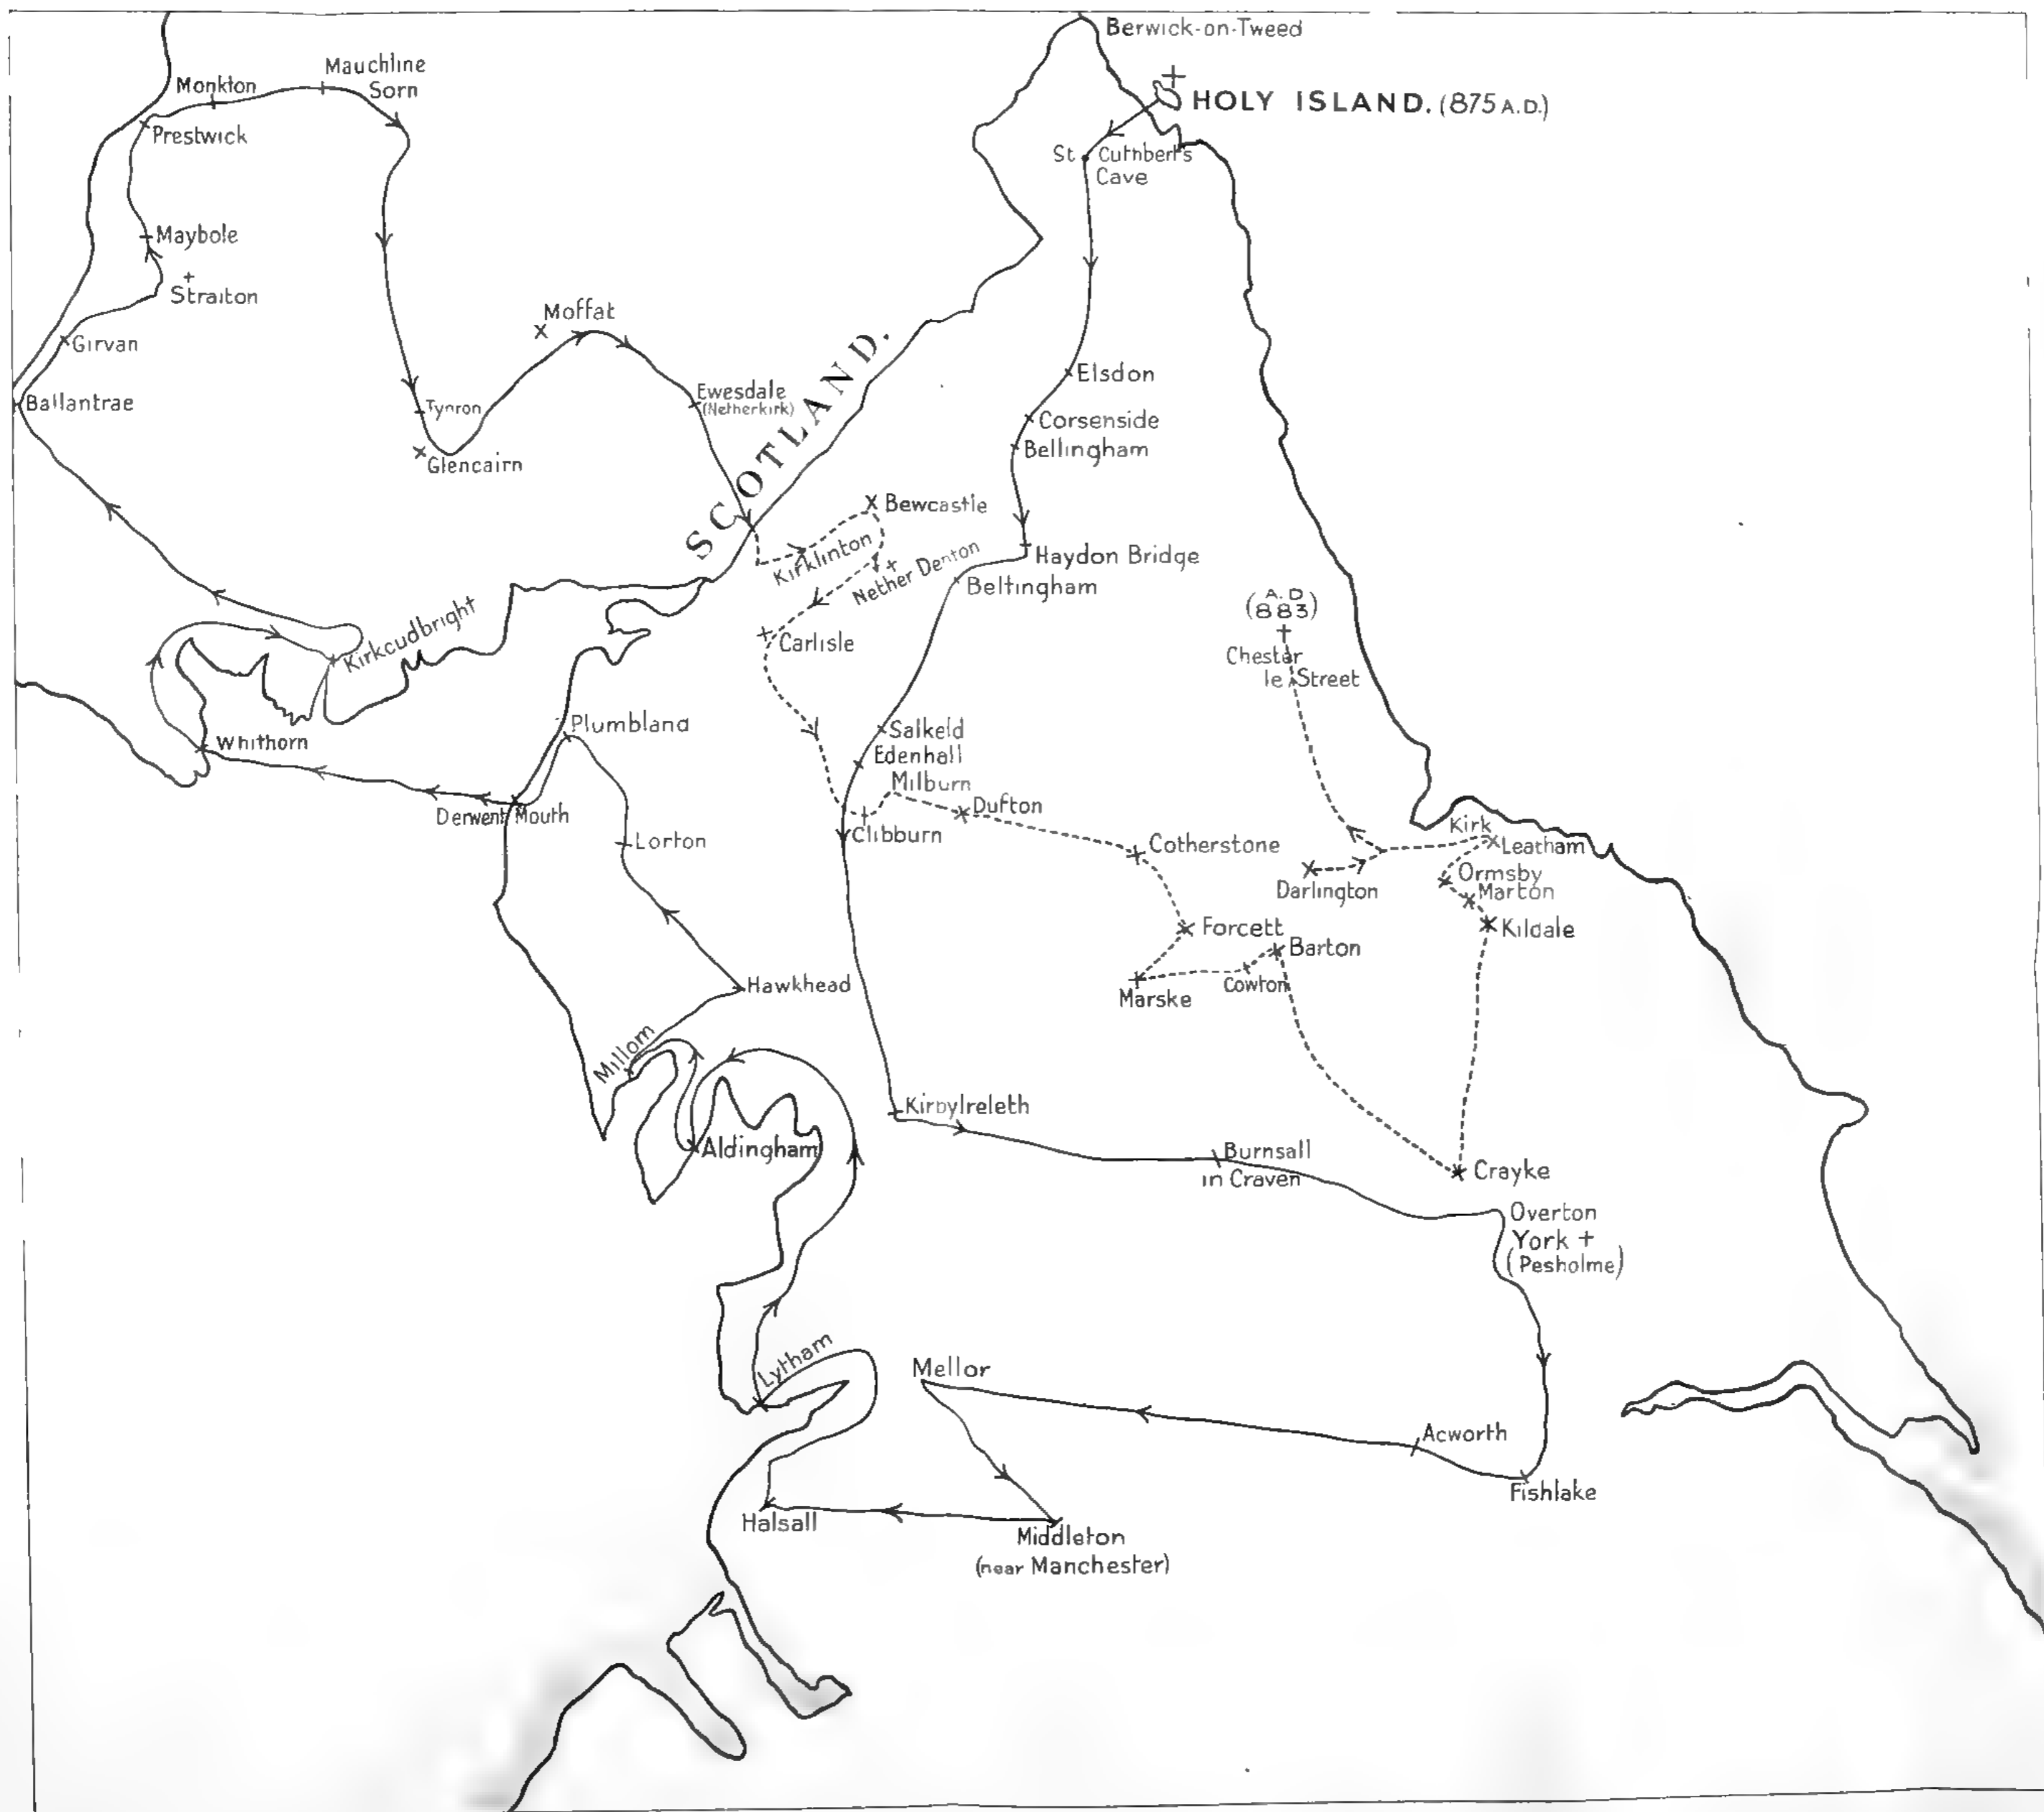 Berwick-on-Tweed
HOLY ISLAND. (875 A.D.)
St Cuthbert's
Cave
Mauchline
Sorn
Monkton
Prestwick
Maybole
Straiton
Girvan
Ballantrae
Moffat
Tynron
Glencairn
Ewesdale
(Netherkirk)
SCOTLAND.
Elsdon
Corsenside
Bellingham
Bewcastle
Kirklinton
Nether Denton
Haydon Bridge
Beltingham
Carlisle
Kirkcudbright
Whithorn
Plumbland
Derwent Mouth
Lorton
Hawkhead
Millom
Aldingham
Salkeld
Edenhall
Milburn
Clibburn
Dufton
Cotherstone
Forcett
Marske
Cowton
Barton
Darlington
(A.D
883)
Chester
le Street
Kirk
Leatham
Ormsby
Marton
Kildale
Crayke
KirbyIreleth
Burnsall
in Craven
Overton
York
(Pesholme)
Lytham
Mellor
Acworth
Fishlake
Halsall
Middleton
(near Manchester)